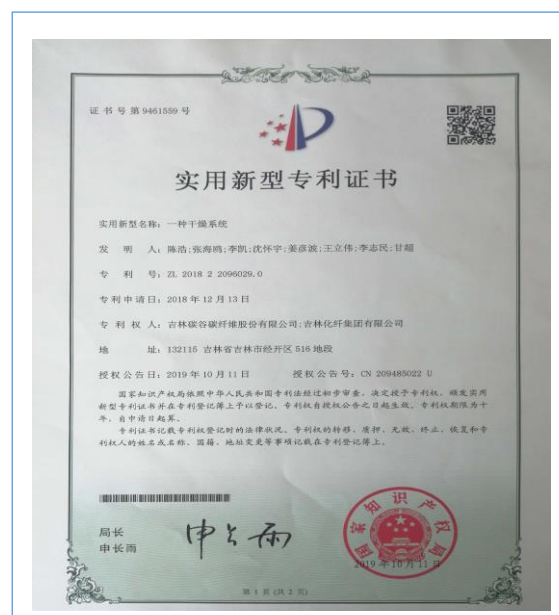 证书号第9461559号
实用新型专利证书
实用新型名称：一种干燥系统
发明人：陈浩;张海鸥;李凯;沈怀宇;姜彦波;王立伟;李志民;甘超
专利号：ZL 2018 2 2096029.0
专利申请日：2018年12月13日
专利权人：吉林碳谷碳纤维股份有限公司;吉林化纤集团有限公司
地址：132115 吉林省吉林市经开区516地段
授权公告日：2019年10月11日 授权公告号：CN 209485022 U
国家知识产权局依照中华人民共和国专利法经过初步审查，决定授予专利权，颁发实用
新型专利证书并在专利登记簿上予以登记。专利权自授权公告之日起生效。专利权期限为十
年，自申请日起算。
专利证书记载专利权登记时的法律状况。专利权的转移、质押、无效、终止、恢复和专
利权人的姓名或名称、国籍、地址变更等事项记载在专利登记簿上。
局长
申长雨
申长雨
国家知识产权局
2019年10月11日
第1页(共2页)